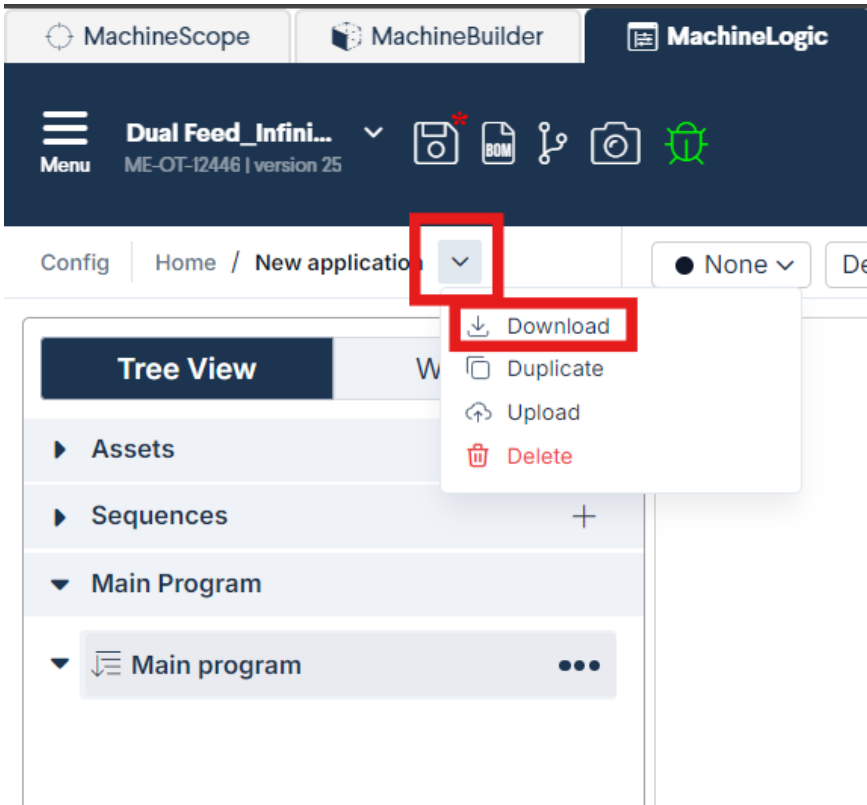 MachineScope MachineBuilder MachineLogic
Dual Feed_Infini...
BOM
Menu ME-OT-12446 | version 25
Config Home / New application None De
Download
Tree View W
Duplicate
Upload
Assets
Delete
Sequences
Main Program
Main program